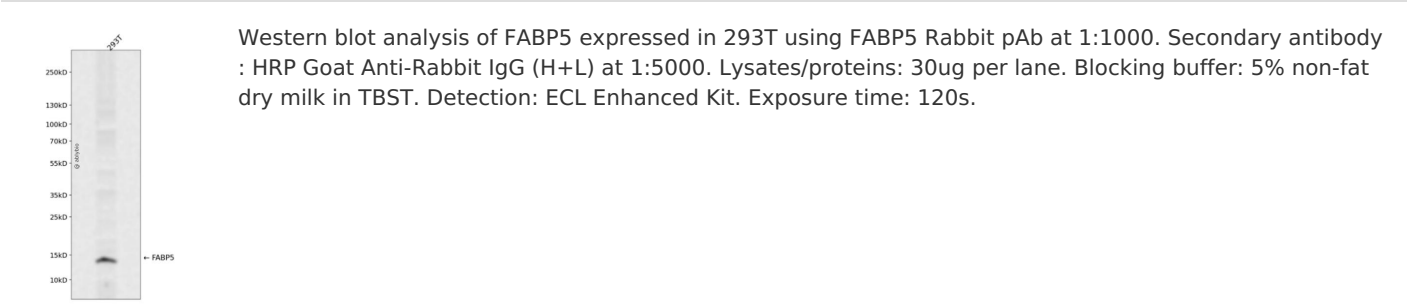 293T
Western blot analysis of FABP5 expressed in 293T using FABP5 Rabbit pAb at 1:1000. Secondary antibody
: HRP Goat Anti-Rabbit IgG (H+L) at 1:5000. Lysates/proteins: 30ug per lane. Blocking buffer: 5% non-fat
dry milk in TBST. Detection: ECL Enhanced Kit. Exposure time: 120s.
250kD
130kD
100kD
70kD
@ abybio
55kD
35kD
25kD
15kD
← FABP5
10kD